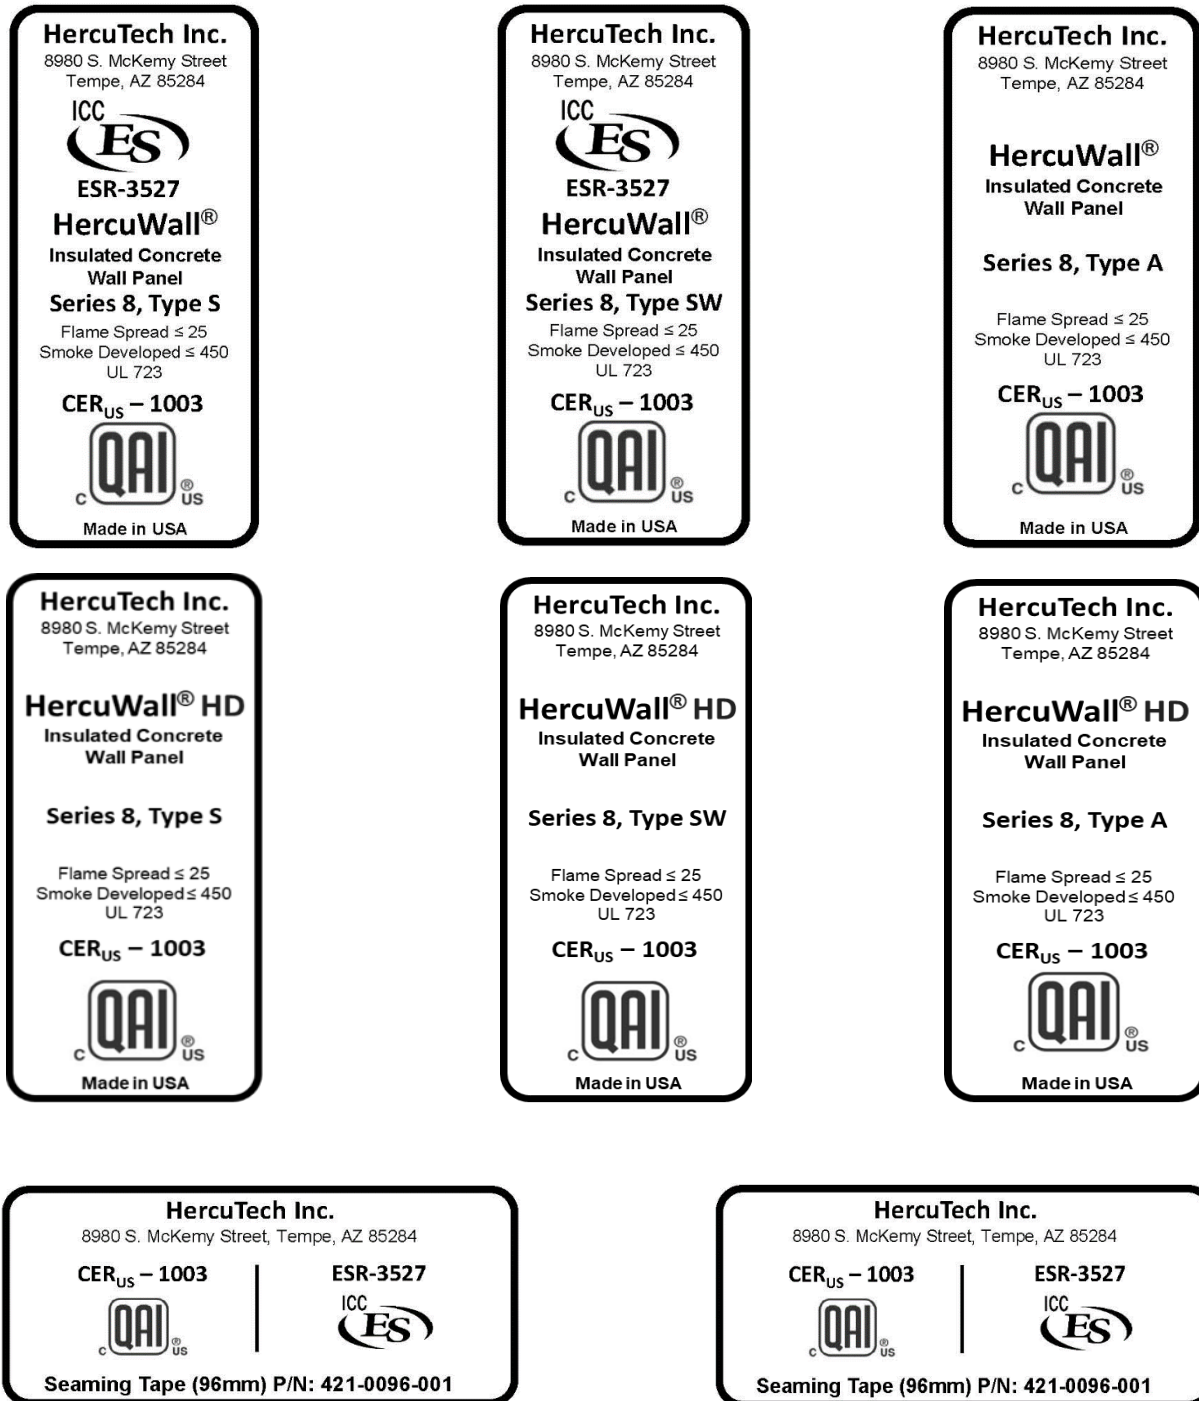 HercuTech Inc.
8980 S. McKemy Street
Tempe, AZ 85284
ICC
ES
ESR-3527
HercuWall®
Insulated Concrete
Wall Panel
Series 8, Type S
Flame Spread ≤ 25
Smoke Developed ≤ 450
UL 723
CERUS – 1003
C QAI ® US
Made in USA
HercuTech Inc.
8980 S. McKemy Street
Tempe, AZ 85284
ICC
ES
ESR-3527
HercuWall®
Insulated Concrete
Wall Panel
Series 8, Type SW
Flame Spread ≤ 25
Smoke Developed ≤ 450
UL 723
CERUS – 1003
C QAI ® US
Made in USA
HercuTech Inc.
8980 S. McKemy Street
Tempe, AZ 85284
HercuWall®
Insulated Concrete
Wall Panel
Series 8, Type A
Flame Spread ≤ 25
Smoke Developed ≤ 450
UL 723
CERUS – 1003
C QAI ® US
Made in USA
HercuTech Inc.
8980 S. McKemy Street
Tempe, AZ 85284
HercuWall® HD
Insulated Concrete
Wall Panel
Series 8, Type S
Flame Spread ≤ 25
Smoke Developed ≤ 450
UL 723
CERUS – 1003
C QAI ® US
Made in USA
HercuTech Inc.
8980 S. McKemy Street
Tempe, AZ 85284
HercuWall® HD
Insulated Concrete
Wall Panel
Series 8, Type SW
Flame Spread ≤ 25
Smoke Developed ≤ 450
UL 723
CERUS – 1003
C QAI ® US
Made in USA
HercuTech Inc.
8980 S. McKemy Street
Tempe, AZ 85284
HercuWall® HD
Insulated Concrete
Wall Panel
Series 8, Type A
Flame Spread ≤ 25
Smoke Developed ≤ 450
UL 723
CERUS – 1003
C QAI ® US
Made in USA
HercuTech Inc.
8980 S. McKemy Street, Tempe, AZ 85284
CERUS – 1003
C QAI ® US
ESR-3527
ICC
ES
Seaming Tape (96mm) P/N: 421-0096-001
HercuTech Inc.
8980 S. McKemy Street, Tempe, AZ 85284
CERUS – 1003
C QAI ® US
ESR-3527
ICC
ES
Seaming Tape (96mm) P/N: 421-0096-001